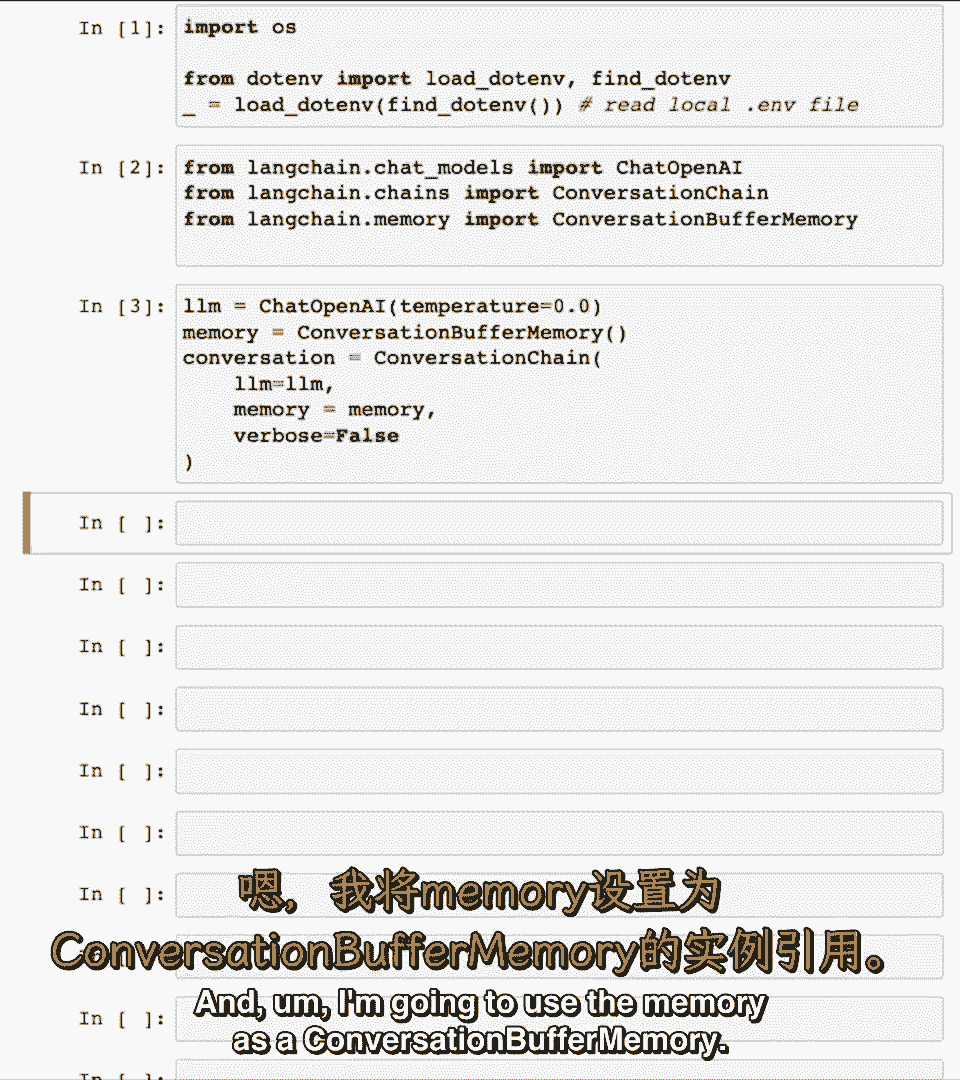 In [1]: import os
from dotenv import load_dotenv, find_dotenv
_ = load_dotenv(find_dotenv()) # read local .env file
In [2]: from langchain.chat_models import ChatOpenAI
from langchain.chains import ConversationChain
from langchain.memory import ConversationBufferMemory
In [3]: llm = ChatOpenAI(temperature=0.0)
memory = ConversationBufferMemory()
conversation = ConversationChain(
    llm=llm,
    memory = memory,
    verbose=False
)
In [ ]:
In [ ]:
In [ ]:
In [ ]:
In [ ]:
In [ ]:
In [ ]:
嗯，我将memory设置为
ConversationBufferMemory的实例引用。
In [ ]:
And, um, I'm going to use the memory
as a ConversationBufferMemory.
In [ ]: